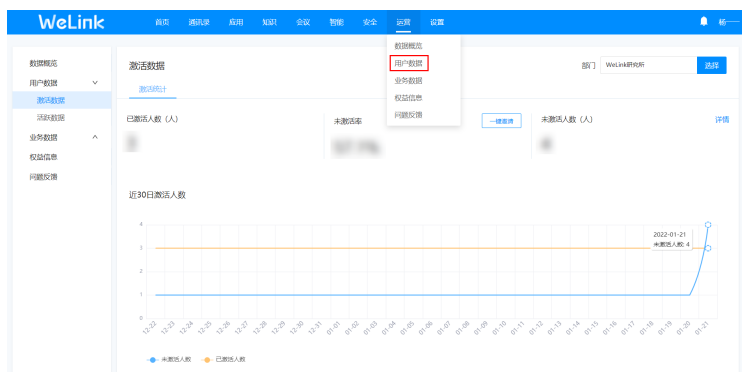 WeLink
首页 通讯录 应用 知识 会议 智能 安全 运营 设置 杨一
数据概览
用户数据
业务数据
权益信息
问题反馈
数据概览
用户数据
激活数据
活跃数据
业务数据
权益信息
问题反馈
激活数据
部门 WeLink研究所 选择
激活统计
已激活人数（人）
未激活率 一键邀请
未激活人数（人） 详情
近30日激活人数
4
3
2
1
0
2022-01-21
未激活人数: 4
12-22 12-23 12-24 12-25 12-26 12-27 12-28 12-29 12-30 12-31 01-01 01-02 01-03 01-04 01-05 01-06 01-07 01-08 01-09 01-10 01-11 01-12 01-13 01-14 01-15 01-16 01-17 01-18 01-19 01-20 01-21
未激活人数 已激活人数